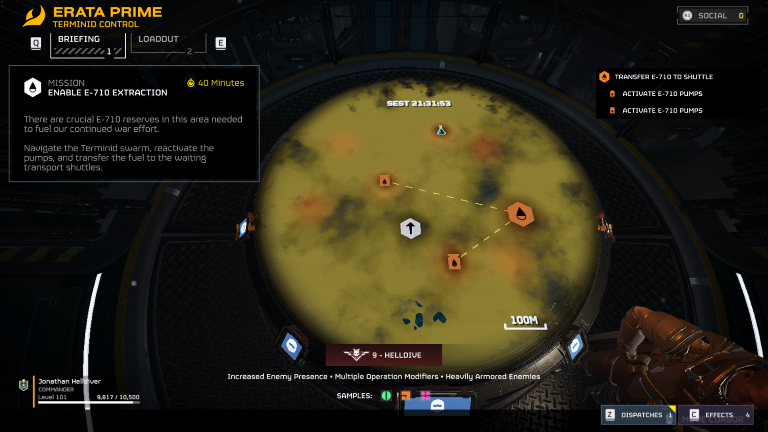 ERATA PRIME
TERMINID CONTROL
Q
BRIEFING
1
LOADOUT
2
E
SOCIAL 0
MISSION
ENABLE E-710 EXTRACTION
40 Minutes
There are crucial E-710 reserves in this area needed
to fuel our continued war effort.
Navigate the Terminid swarm, reactivate the
pumps, and transfer the fuel to the waiting
transport shuttles.
TRANSFER E-710 TO SHUTTLE
ACTIVATE E-710 PUMPS
ACTIVATE E-710 PUMPS
SEST 21:31:53
100M
9 - HELLDIVE
Increased Enemy Presence • Multiple Operation Modifiers • Heavily Armored Enemies
SAMPLES:
Jonathan Helldiver
COMMANDER
Level 101 9,817 / 10,500
Z DISPATCHES 1
C EFFECTS 4
CURSOR